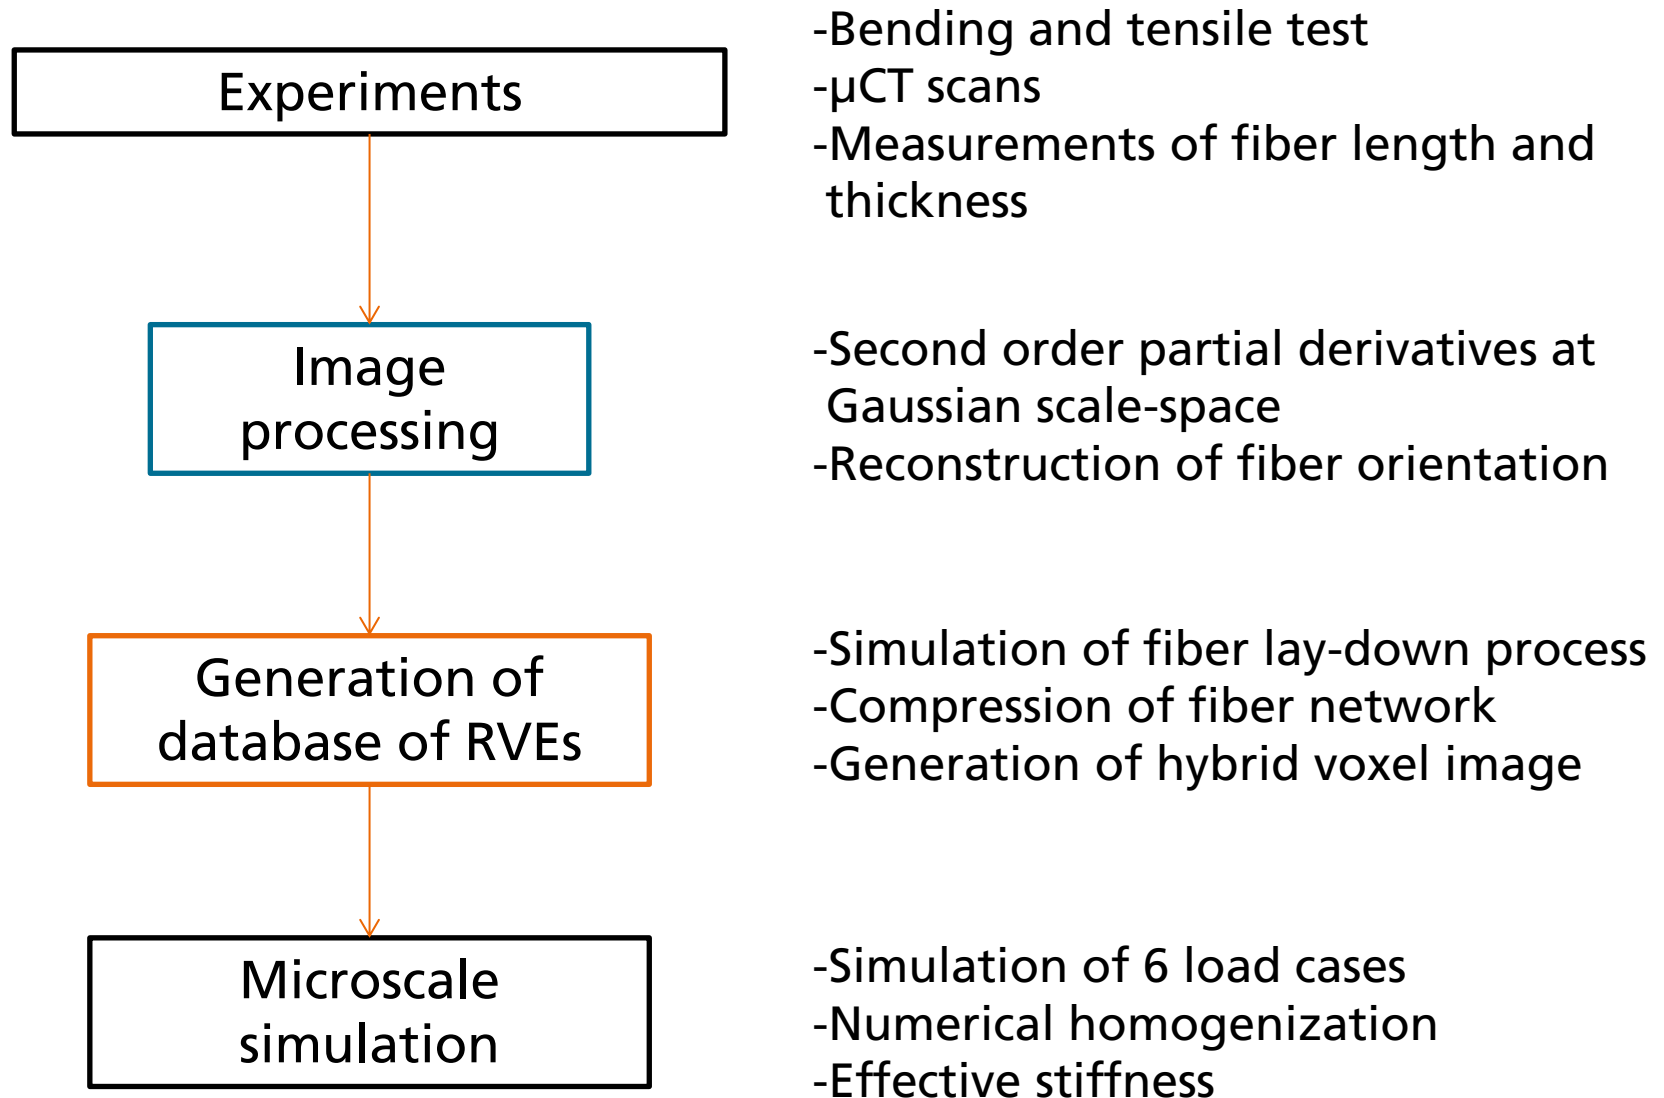 Experiments
-Bending and tensile test
-µCT scans
-Measurements of fiber length and
thickness
Image
processing
-Second order partial derivatives at
Gaussian scale-space
-Reconstruction of fiber orientation
Generation of
database of RVEs
-Simulation of fiber lay-down process
-Compression of fiber network
-Generation of hybrid voxel image
Microscale
simulation
-Simulation of 6 load cases
-Numerical homogenization
-Effective stiffness